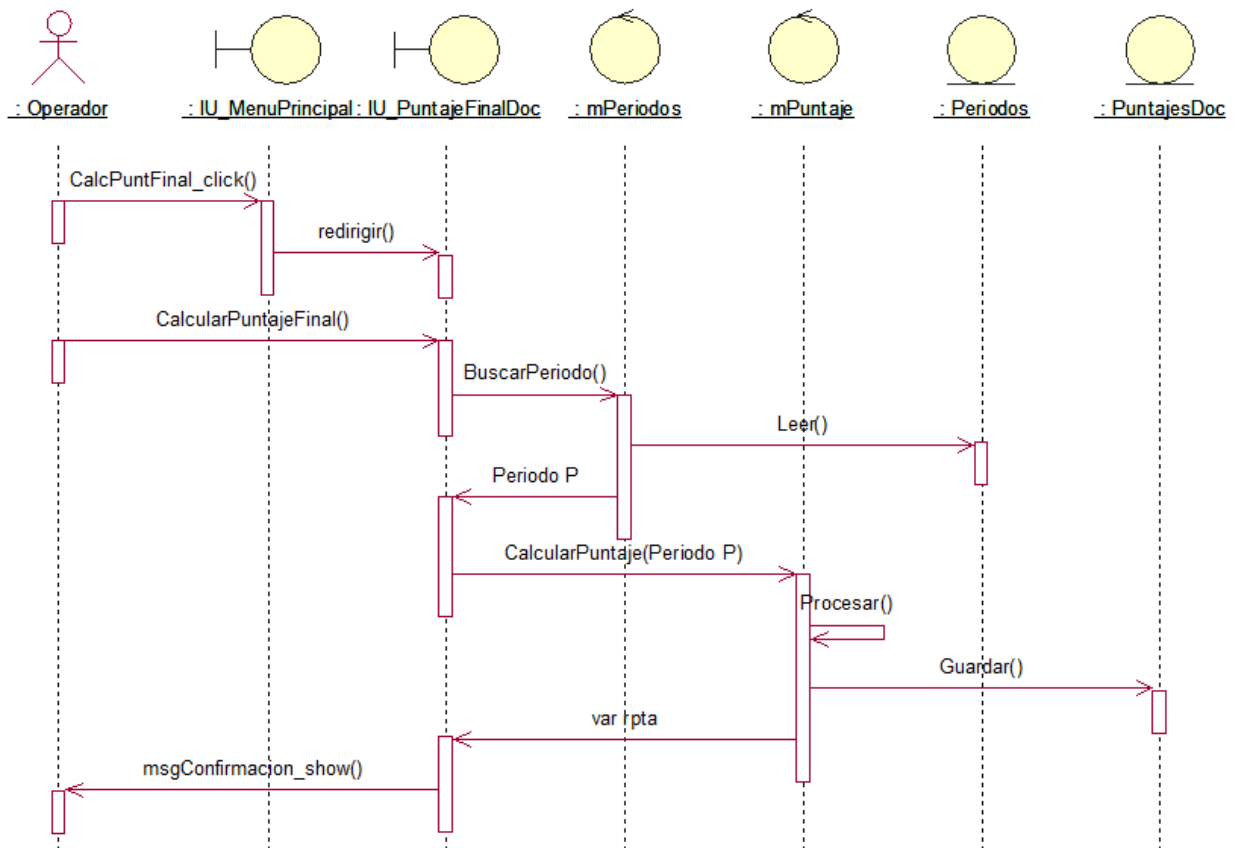 : Operador
: IU_MenuPrincipal
: IU_PuntajeFinalDoc
: mPeriodos
: mPuntaje
: Periodos
: PuntajesDoc
CalcPuntFinal_click()
redirigir()
CalcularPuntajeFinal()
BuscarPeriodo()
Leer()
Periodo P
CalcularPuntaje(Periodo P)
Procesar()
Guardar()
var rpta
msgConfirmacion_show()